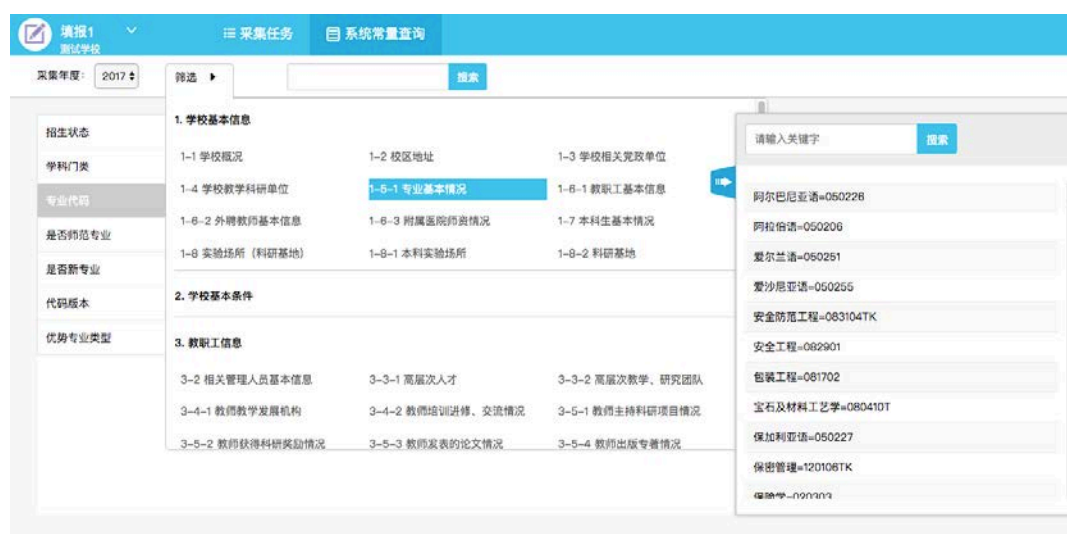 填报1
测试学校
采集任务
系统常量查询
采集年度: 2017
筛选
搜索
招生状态
学科门类
专业代码
是否师范专业
是否新专业
代码版本
优势专业类型
1. 学校基本信息
1-1 学校概况 1-2 校区地址 1-3 学校相关党政单位
1-4 学校教学科研单位 1-5-1 专业基本情况 1-6-1 教职工基本信息
1-6-2 外聘教师基本信息 1-6-3 附属医院师资情况 1-7 本科生基本情况
1-8 实验场所（科研基地） 1-8-1 本科实验场所 1-8-2 科研基地
2. 学校基本条件
3. 教职工信息
3-2 相关管理人员基本信息 3-3-1 高层次人才 3-3-2 高层次教学、研究团队
3-4-1 教师教学发展机构 3-4-2 教师培训进修、交流情况 3-5-1 教师主持科研项目情况
3-5-2 教师获得科研奖励情况 3-5-3 教师发表的论文情况 3-5-4 教师出版专著情况
请输入关键字 搜索
阿尔巴尼亚语=050226
阿拉伯语=050206
爱尔兰语=050251
爱沙尼亚语=050255
安全防范工程=083104TK
安全工程=082901
包装工程=081702
宝石及材料工艺学=080410T
保加利亚语=050227
保密管理=120106TK
保险学=020303